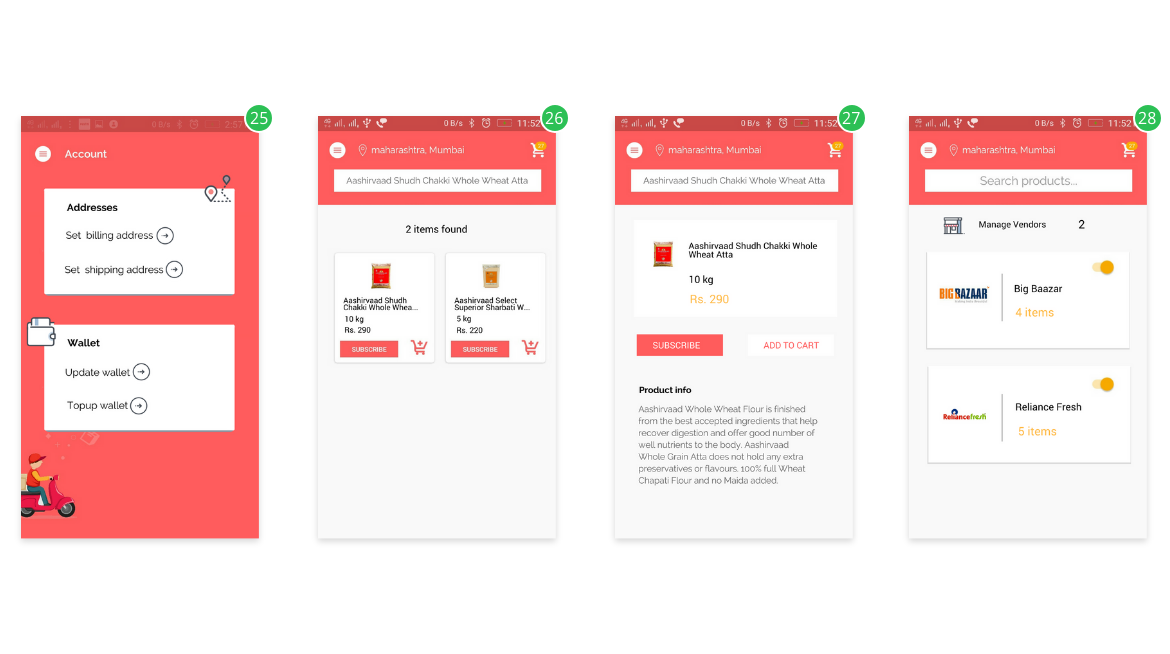 25
0 B/s 2:57
Account
Addresses
Set billing address
Set shipping address
Wallet
Update wallet
Topup wallet
26
4G 0 B/s 11:52
maharashtra, Mumbai
27
Aashirvaad Shudh Chakki Whole Wheat Atta
2 items found
Aashirvaad Shudh
Chakki Whole Whea...
10 kg
Rs. 290
SUBSCRIBE
Aashirvaad Select
Superior Sharbati W...
5 kg
Rs. 220
SUBSCRIBE
27
4G 0 B/s 11:52
maharashtra, Mumbai
27
Aashirvaad Shudh Chakki Whole Wheat Atta
Aashirvaad Shudh Chakki Whole
Wheat Atta
10 kg
Rs. 290
SUBSCRIBE
ADD TO CART
Product info
Aashirvaad Whole Wheat Flour is finished
from the best accepted ingredients that help
recover digestion and offer good number of
well nutrients to the body. Aashirvaad
Whole Grain Atta does not hold any extra
preservatives or flavours. 100% full Wheat
Chapati Flour and no Maida added.
28
4G 0 B/s 11:52
maharashtra, Mumbai
27
Search products...
Manage Vendors 2
BIG BAZAAR
Big Baazar
4 items
Reliance fresh
Reliance Fresh
5 items